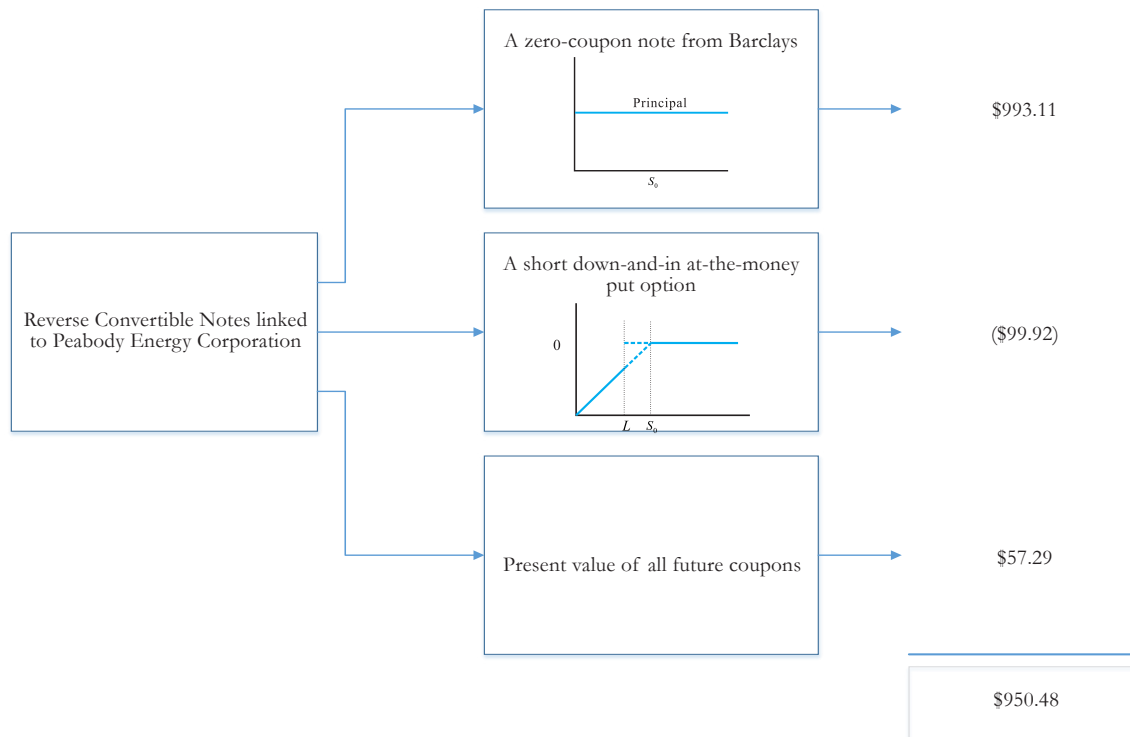 A zero-coupon note from Barclays
Principal
S₀
$993.11
Reverse Convertible Notes linked
to Peabody Energy Corporation
A short down-and-in at-the-money
put option
0
L S₀
($99.92)
Present value of all future coupons
$57.29
$950.48